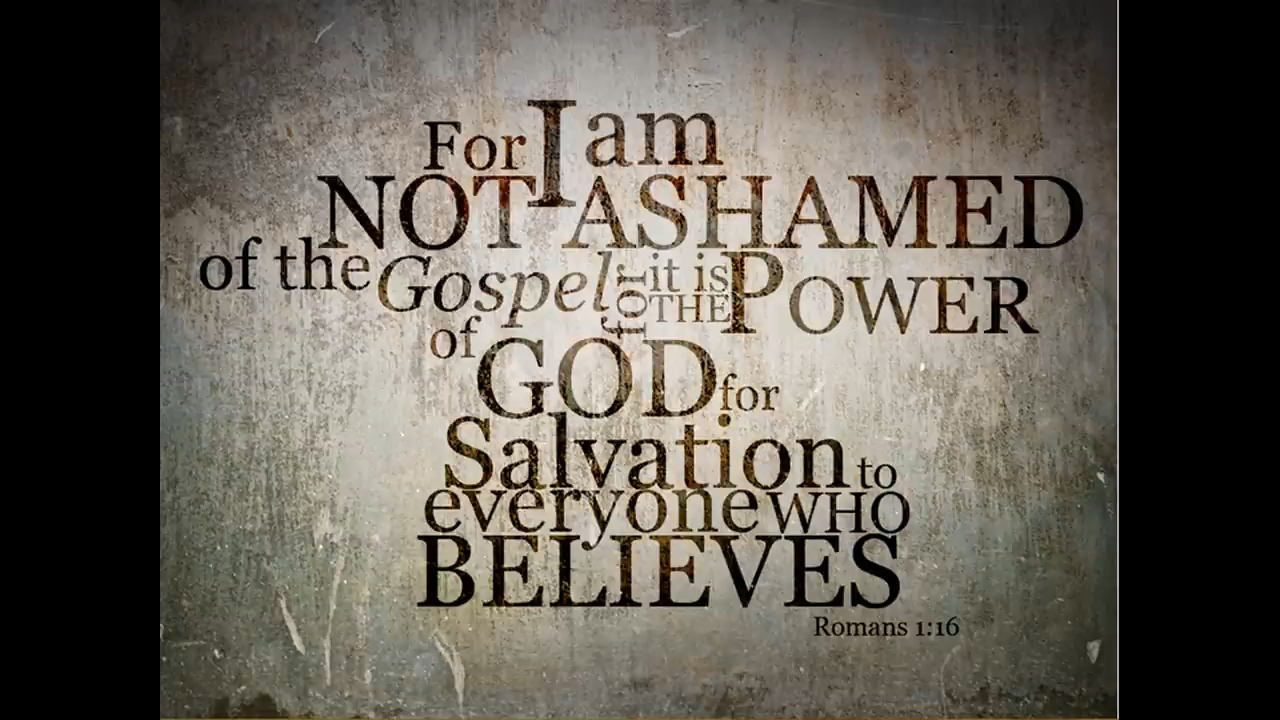 For I am
NOT ASHAMED
of the Gospel for it is THE POWER
of GOD for
Salvation to
everyone WHO
BELIEVES
Romans 1:16